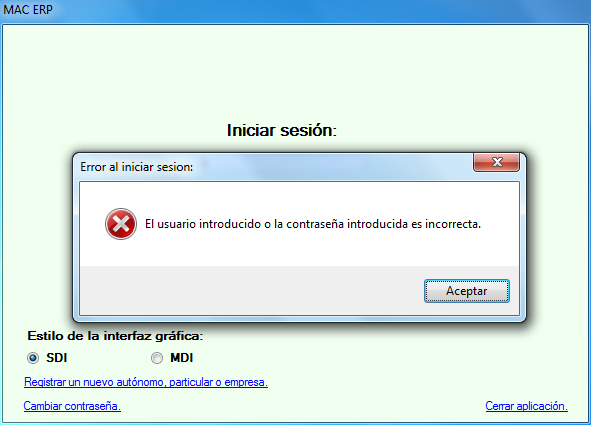 MAC ERP
Iniciar sesión:
Error al iniciar sesion:
El usuario introducido o la contraseña introducida es incorrecta.
Aceptar
Estilo de la interfaz gráfica:
SDI MDI
Registrar un nuevo autónomo, particular o empresa.
Cambiar contraseña. Cerrar aplicación.